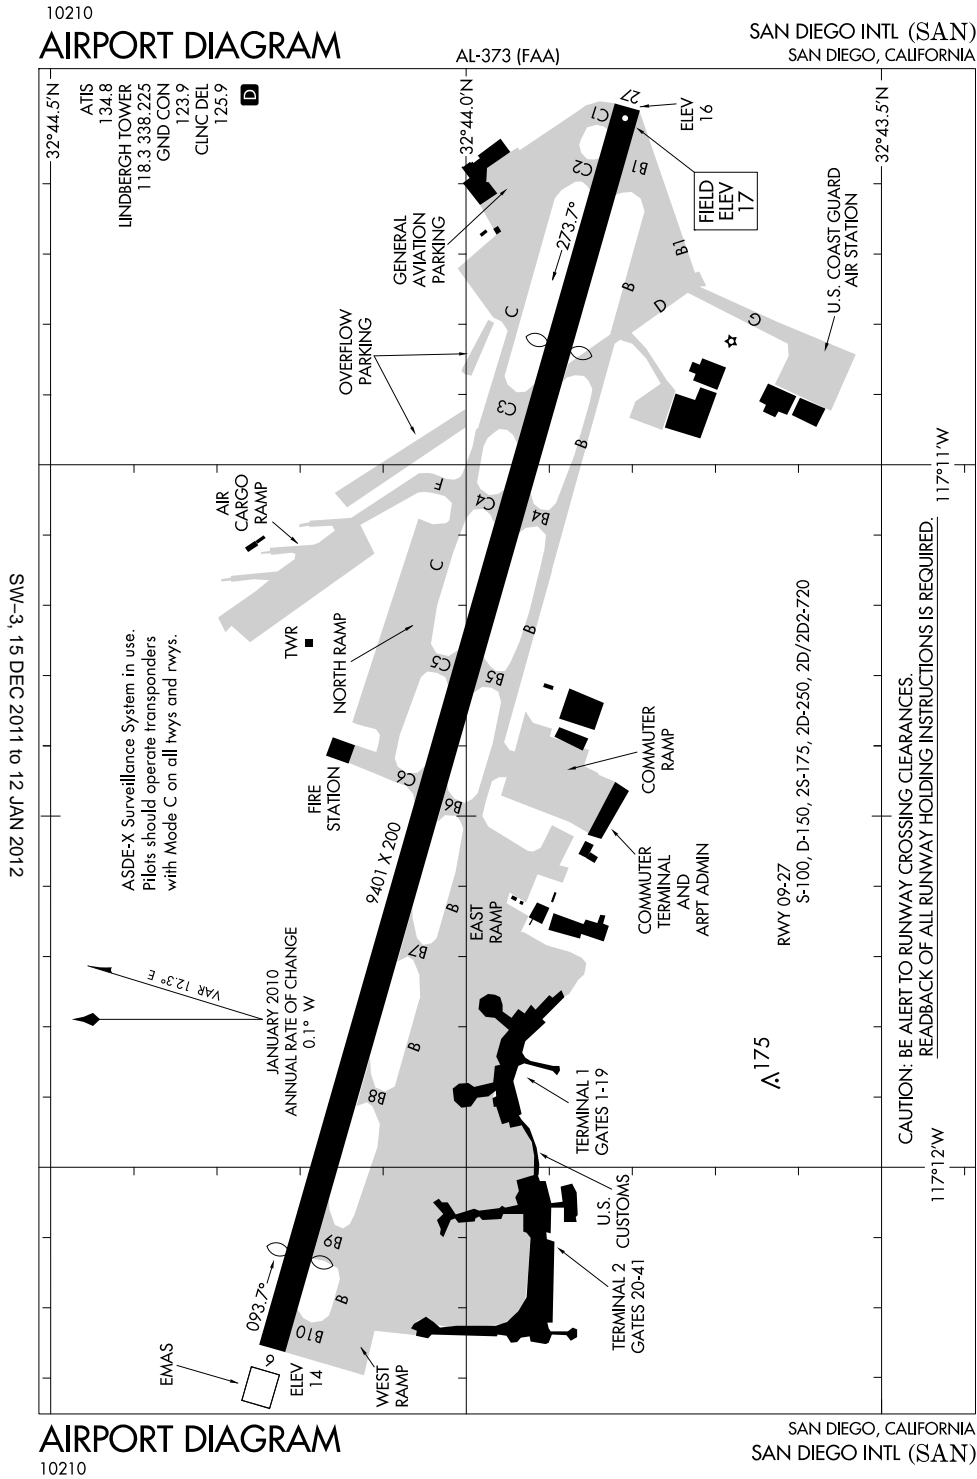 10210
AIRPORT DIAGRAM
AL-373 (FAA)
SAN DIEGO INTL (SAN)
SAN DIEGO, CALIFORNIA
32°44.5'N
ATIS
134.8
LINDBERGH TOWER
118.3 338.225
GND CON
123.9
CLNC DEL
125.9
D
32°44.0'N
32°43.5'N
27
ELEV
16
FIELD
ELEV
17
C1
C2
B1
273.7°
GENERAL
AVIATION
PARKING
B1
B
D
G
C
U.S. COAST GUARD
AIR STATION
OVERFLOW
PARKING
C3
B
117°11'W
F
C4
B4
AIR
CARGO
RAMP
C
B
TWR
NORTH RAMP
C5
B5
ASDE-X Surveillance System in use.
Pilots should operate transponders
with Mode C on all twys and rwys.
FIRE
STATION
C6
B6
COMMUTER
RAMP
9401 X 200
B
EAST
RAMP
COMMUTER
TERMINAL
AND
ARPT ADMIN
RWY 09-27
S-100, D-150, 2S-175, 2D-250, 2D/2D2-720
CAUTION: BE ALERT TO RUNWAY CROSSING CLEARANCES.
READBACK OF ALL RUNWAY HOLDING INSTRUCTIONS IS REQUIRED.
B7
VAR 12.3° E
JANUARY 2010
ANNUAL RATE OF CHANGE
0.1° W
B
B8
175
TERMINAL 1
GATES 1-19
117°12'W
U.S.
CUSTOMS
B9
TERMINAL 2
GATES 20-41
093.7°
B
B10
9
ELEV
14
EMAS
WEST
RAMP
SW-3, 15 DEC 2011 to 12 JAN 2012
AIRPORT DIAGRAM
10210
SAN DIEGO, CALIFORNIA
SAN DIEGO INTL (SAN)